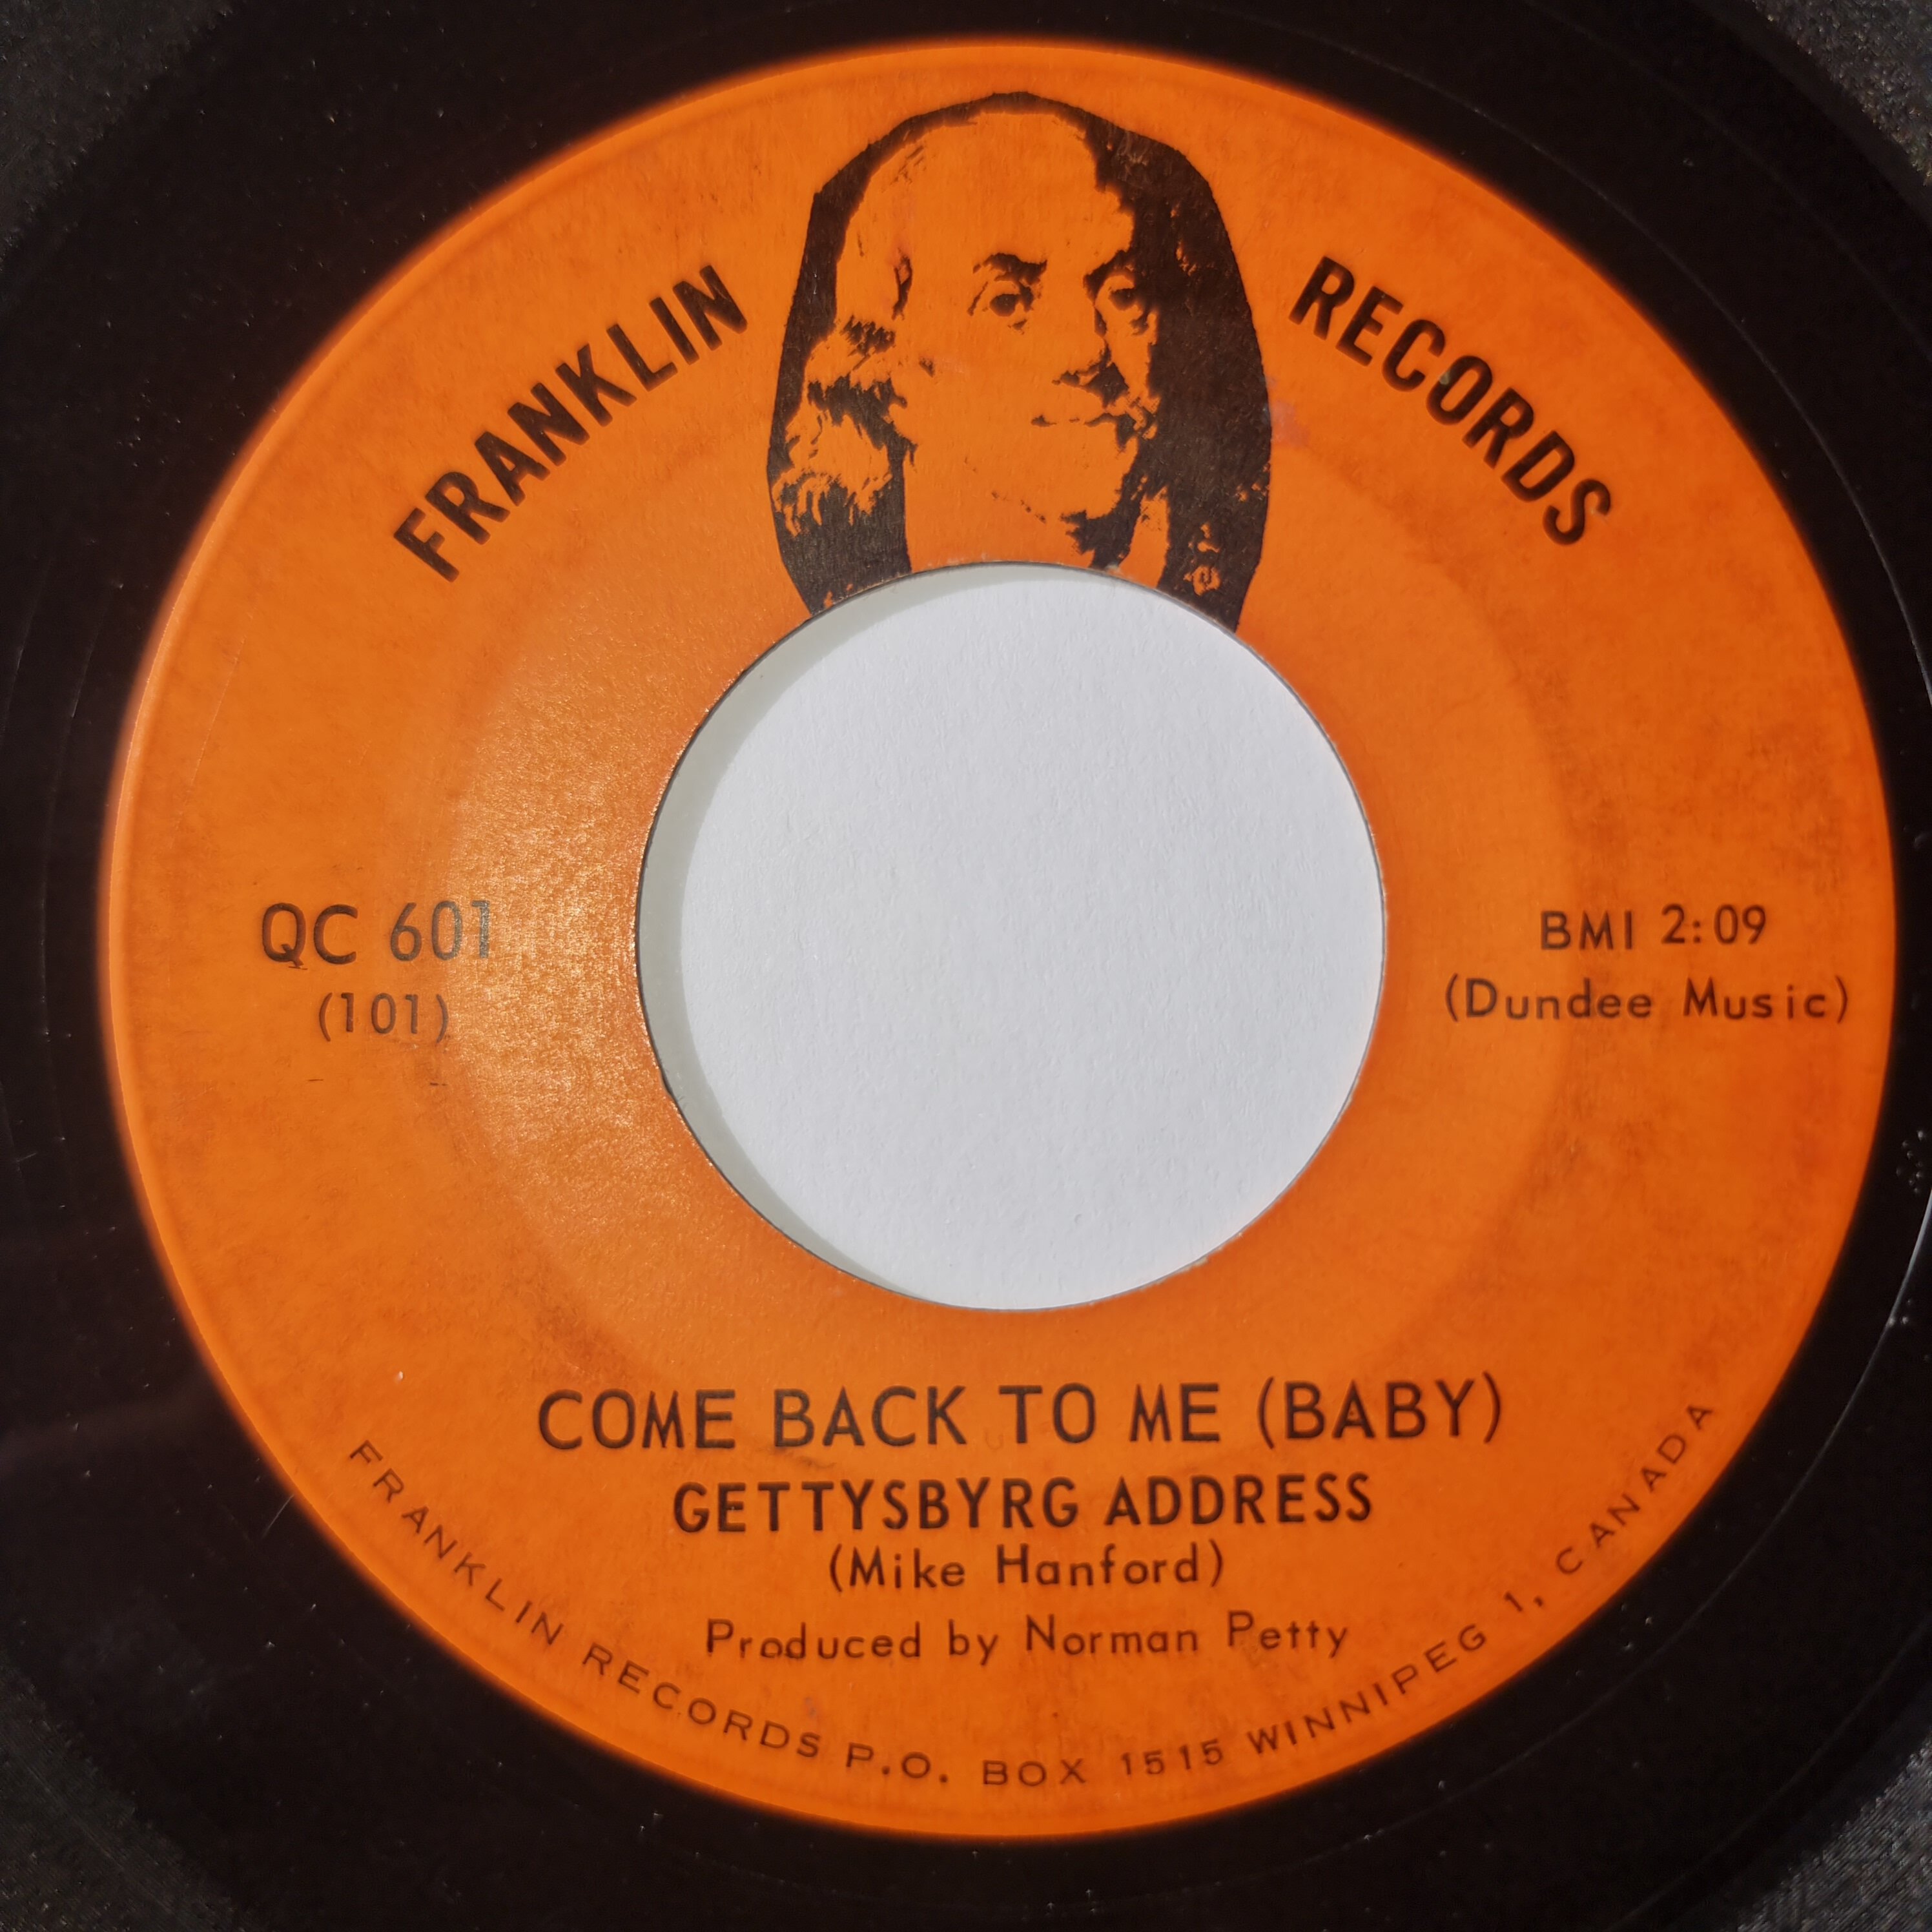 FRANKLIN RECORDS
QC 601
(101)
BMI 2:09
(Dundee Music)
COME BACK TO ME (BABY)
GETTYSBYRG ADDRESS
(Mike Hanford)
Produced by Norman Petty
FRANKLIN RECORDS P.O. BOX 1515 WINNIPEG 1, CANADA